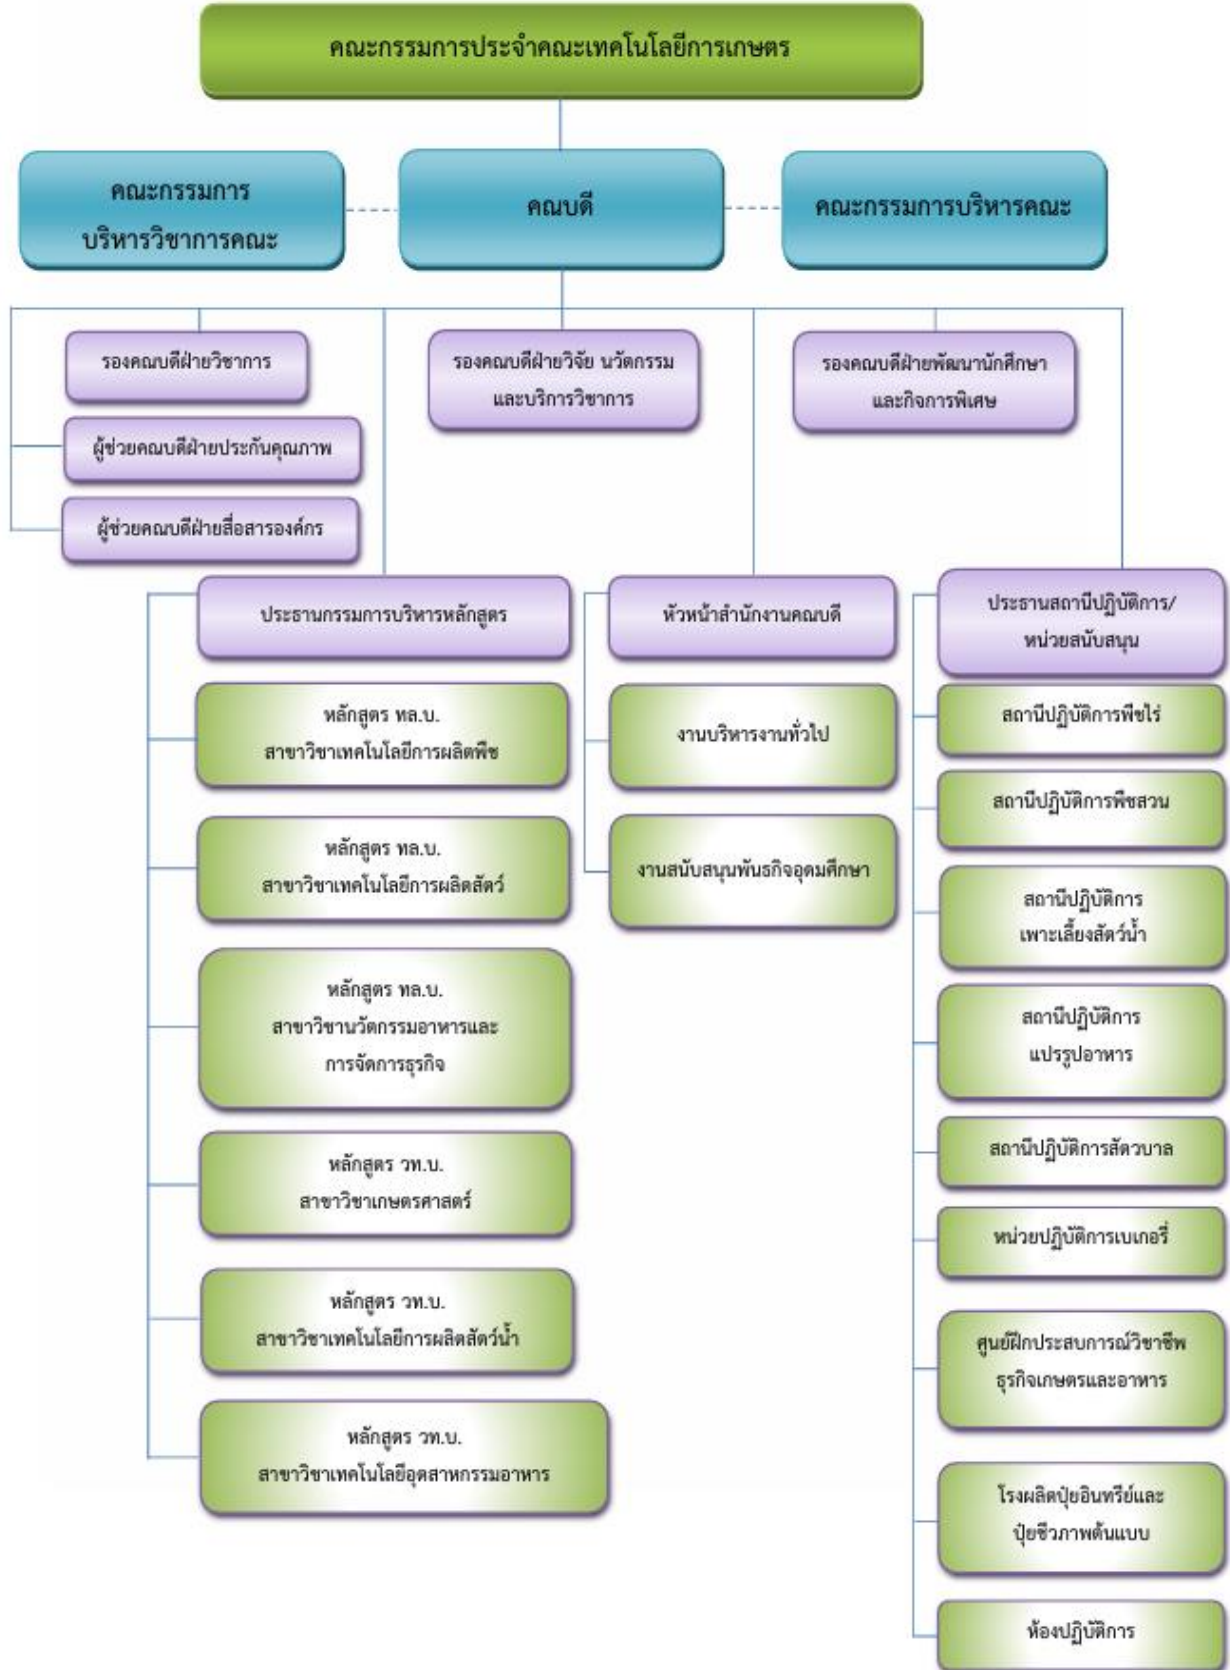 คณะกรรมการประจำคณะเทคโนโลยีการเกษตร
คณะกรรมการ
บริหารวิชาการคณะ
คณบดี
คณะกรรมการบริหารคณะ
รองคณบดีฝ่ายวิชาการ
รองคณบดีฝ่ายวิจัย นวัตกรรม
และบริการวิชาการ
รองคณบดีฝ่ายพัฒนานักศึกษา
และกิจการพิเศษ
ผู้ช่วยคณบดีฝ่ายประกันคุณภาพ
ผู้ช่วยคณบดีฝ่ายสื่อสารองค์กร
ประธานกรรมการบริหารหลักสูตร
หลักสูตร ทล.บ.
สาขาวิชาเทคโนโลยีการผลิตพืช
หลักสูตร ทล.บ.
สาขาวิชาเทคโนโลยีการผลิตสัตว์
หลักสูตร ทล.บ.
สาขาวิชานวัตกรรมอาหารและ
การจัดการธุรกิจ
หลักสูตร วท.บ.
สาขาวิชาเกษตรศาสตร์
หลักสูตร วท.บ.
สาขาวิชาเทคโนโลยีการผลิตสัตว์น้ำ
หลักสูตร วท.บ.
สาขาวิชาเทคโนโลยีอุตสาหกรรมอาหาร
หัวหน้าสำนักงานคณบดี
งานบริหารงานทั่วไป
งานสนับสนุนพันธกิจอุดมศึกษา
ประธานสถานีปฏิบัติการ/
หน่วยสนับสนุน
สถานีปฏิบัติการพืชไร่
สถานีปฏิบัติการพืชสวน
สถานีปฏิบัติการ
เพาะเลี้ยงสัตว์น้ำ
สถานีปฏิบัติการ
แปรรูปอาหาร
สถานีปฏิบัติการสัตวบาล
หน่วยปฏิบัติการเบเกอรี่
ศูนย์ฝึกประสบการณ์วิชาชีพ
ธุรกิจเกษตรและอาหาร
โรงผลิตปุ๋ยอินทรีย์และ
ปุ๋ยชีวภาพต้นแบบ
ห้องปฏิบัติการ